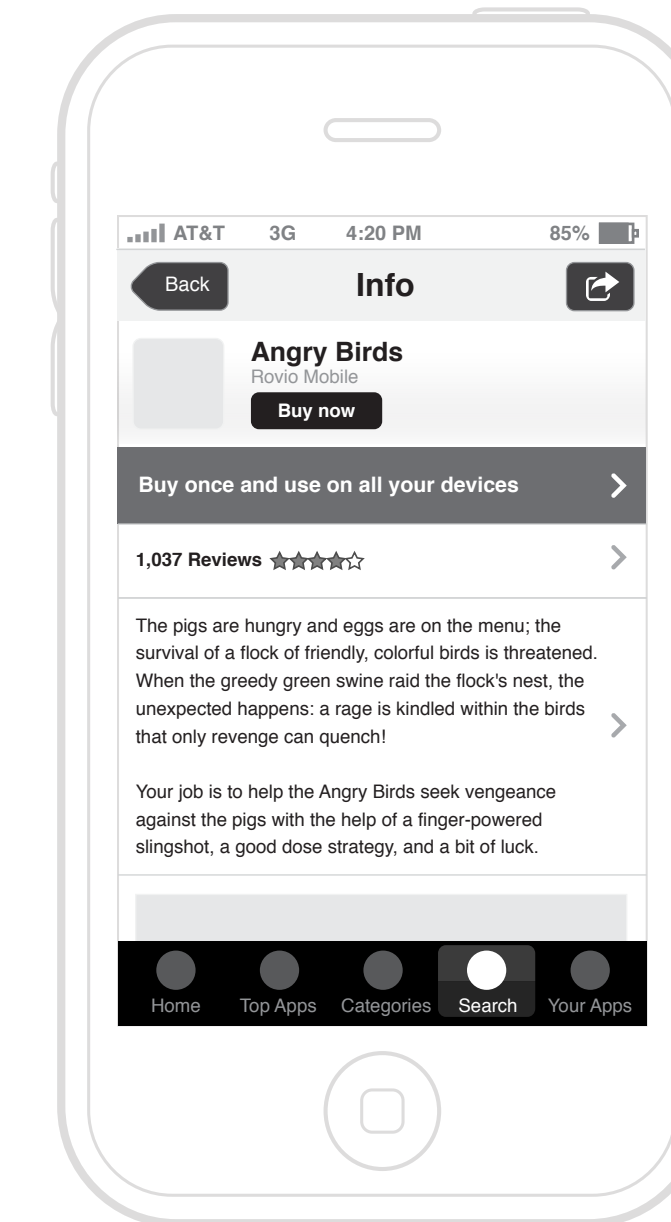 AT&T 3G 4:20 PM 85%
Back Info
Angry Birds
Rovio Mobile
Buy now
Buy once and use on all your devices
1,037 Reviews
The pigs are hungry and eggs are on the menu; the
survival of a flock of friendly, colorful birds is threatened.
When the greedy green swine raid the flock's nest, the
unexpected happens: a rage is kindled within the birds
that only revenge can quench!
Your job is to help the Angry Birds seek vengeance
against the pigs with the help of a finger-powered
slingshot, a good dose strategy, and a bit of luck.
Home Top Apps Categories Search Your Apps